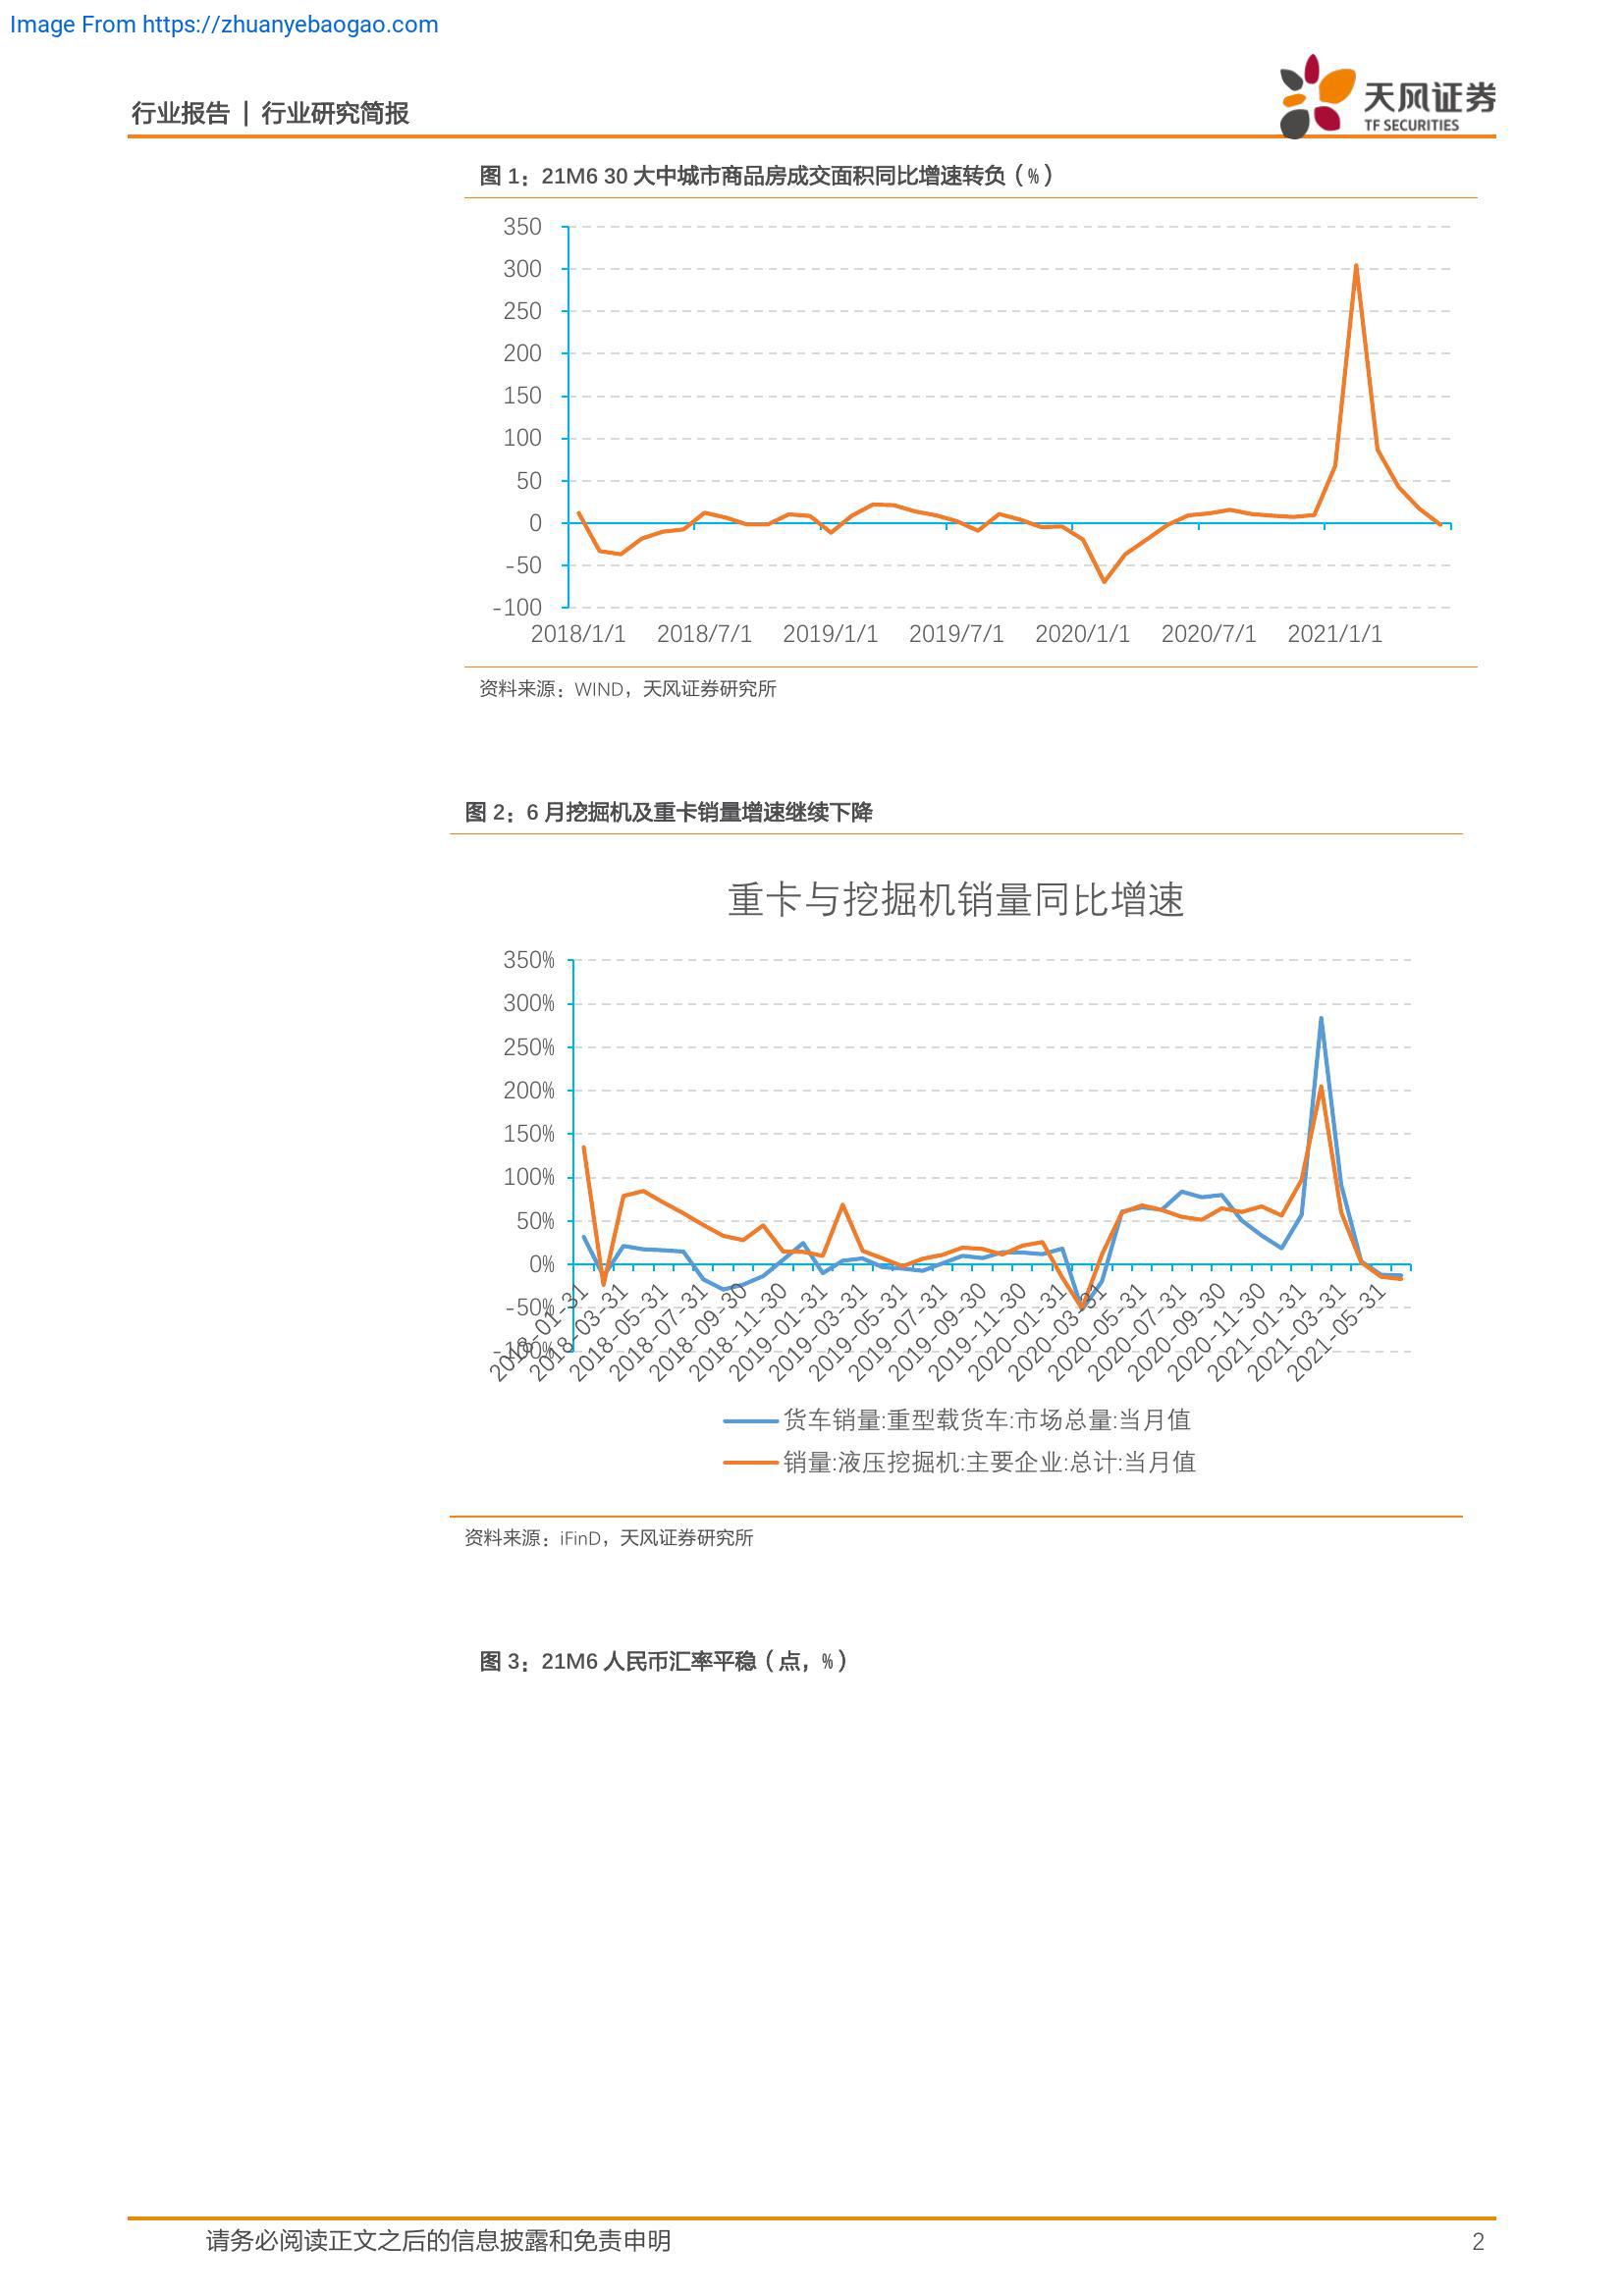 Image From https://zhuanyebaogao.com
行业报告 | 行业研究简报
天风证券
TF SECURITIES
图 1：21M6 30 大中城市商品房成交面积同比增速转负（%）
350
300
250
200
150
100
50
0
-50
-100
2018/1/1 2018/7/1 2019/1/1 2019/7/1 2020/1/1 2020/7/1 2021/1/1
资料来源：WIND，天风证券研究所
图 2：6 月挖掘机及重卡销量增速继续下降
重卡与挖掘机销量同比增速
350%
300%
250%
200%
150%
100%
50%
0%
-50%
-100%
2018-01-31 2018-03-31 2018-05-31 2018-07-31 2018-09-30 2018-11-30 2019-01-31 2019-03-31 2019-05-31 2019-07-31 2019-09-30 2019-11-30 2020-01-31 2020-03-31 2020-05-31 2020-07-31 2020-09-30 2020-11-30 2021-01-31 2021-03-31 2021-05-31
货车销量:重型载货车:市场总量:当月值
销量:液压挖掘机:主要企业:总计:当月值
资料来源：iFinD，天风证券研究所
图 3：21M6 人民币汇率平稳（点，%）
请务必阅读正文之后的信息披露和免责申明 2